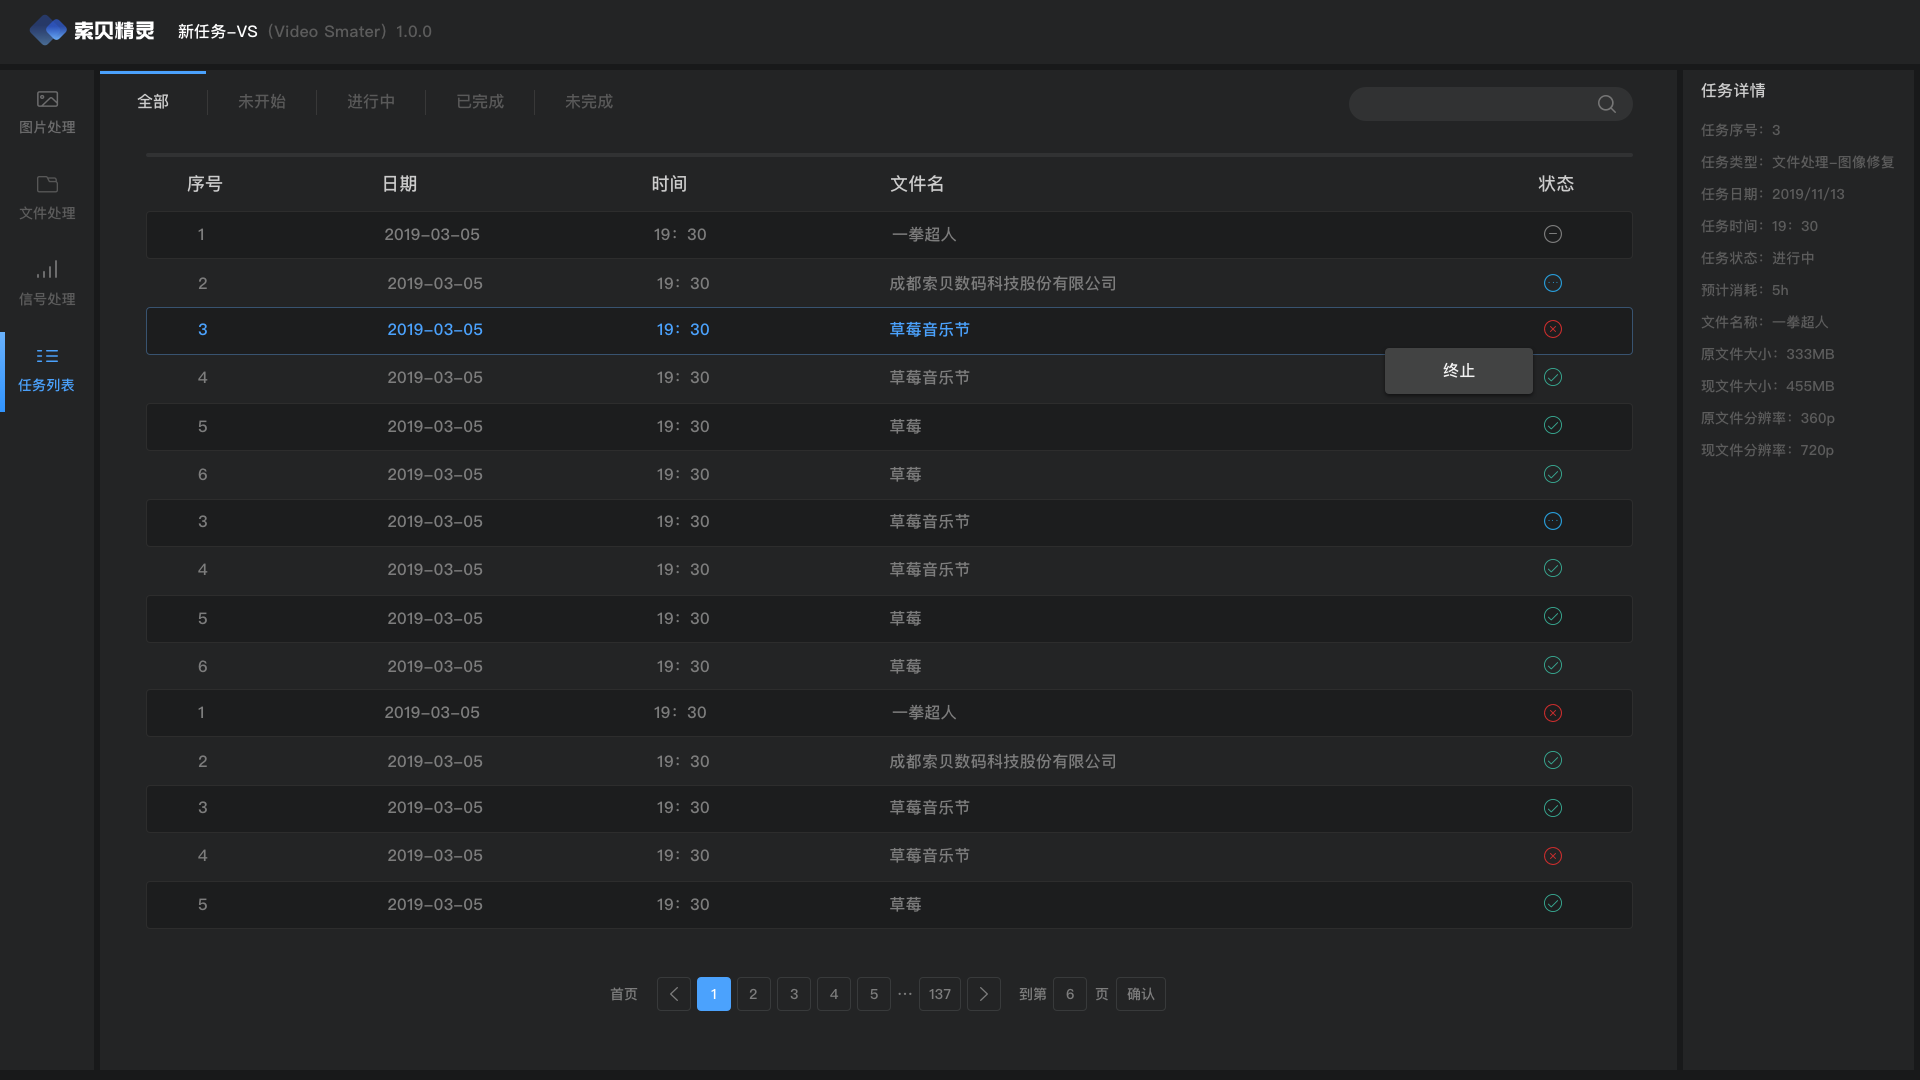 索贝精灵 新任务-VS（Video Smater）1.0.0
图片处理
文件处理
信号处理
任务列表
全部 未开始 进行中 已完成 未完成
序号 日期 时间 文件名 状态
1 2019-03-05 19：30 一拳超人
2 2019-03-05 19：30 成都索贝数码科技股份有限公司
3 2019-03-05 19：30 草莓音乐节
终止
4 2019-03-05 19：30 草莓音乐节
5 2019-03-05 19：30 草莓
6 2019-03-05 19：30 草莓
3 2019-03-05 19：30 草莓音乐节
4 2019-03-05 19：30 草莓音乐节
5 2019-03-05 19：30 草莓
6 2019-03-05 19：30 草莓
1 2019-03-05 19：30 一拳超人
2 2019-03-05 19：30 成都索贝数码科技股份有限公司
3 2019-03-05 19：30 草莓音乐节
4 2019-03-05 19：30 草莓音乐节
5 2019-03-05 19：30 草莓
首页 1 2 3 4 5 ··· 137 到第 6 页 确认
任务详情
任务序号：3
任务类型：文件处理-图像修复
任务日期：2019/11/13
任务时间：19：30
任务状态：进行中
预计消耗：5h
文件名称：一拳超人
原文件大小：333MB
现文件大小：455MB
原文件分辨率：360p
现文件分辨率：720p